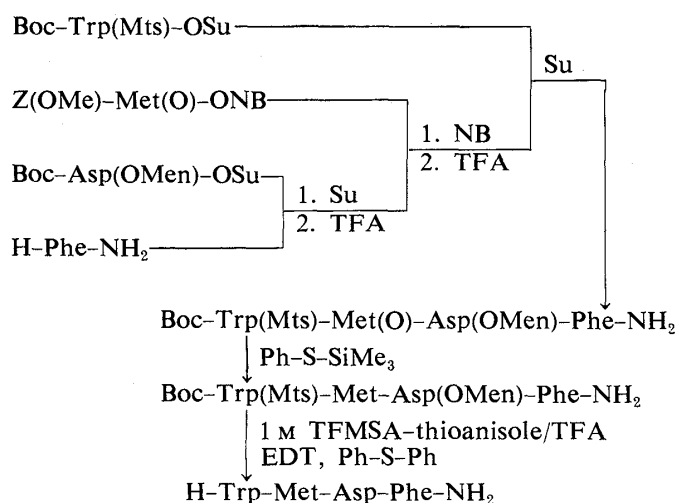 Boc–Trp(Mts)–OSu
Su
Z(OMe)–Met(O)–ONB
1. NB
2. TFA
Boc–Asp(OMen)–OSu
1. Su
2. TFA
H–Phe–NH₂
Boc–Trp(Mts)–Met(O)–Asp(OMen)–Phe–NH₂
Ph–S–SiMe₃
Boc–Trp(Mts)–Met–Asp(OMen)–Phe–NH₂
1 M TFMSA–thioanisole/TFA
EDT, Ph–S–Ph
H–Trp–Met–Asp–Phe–NH₂